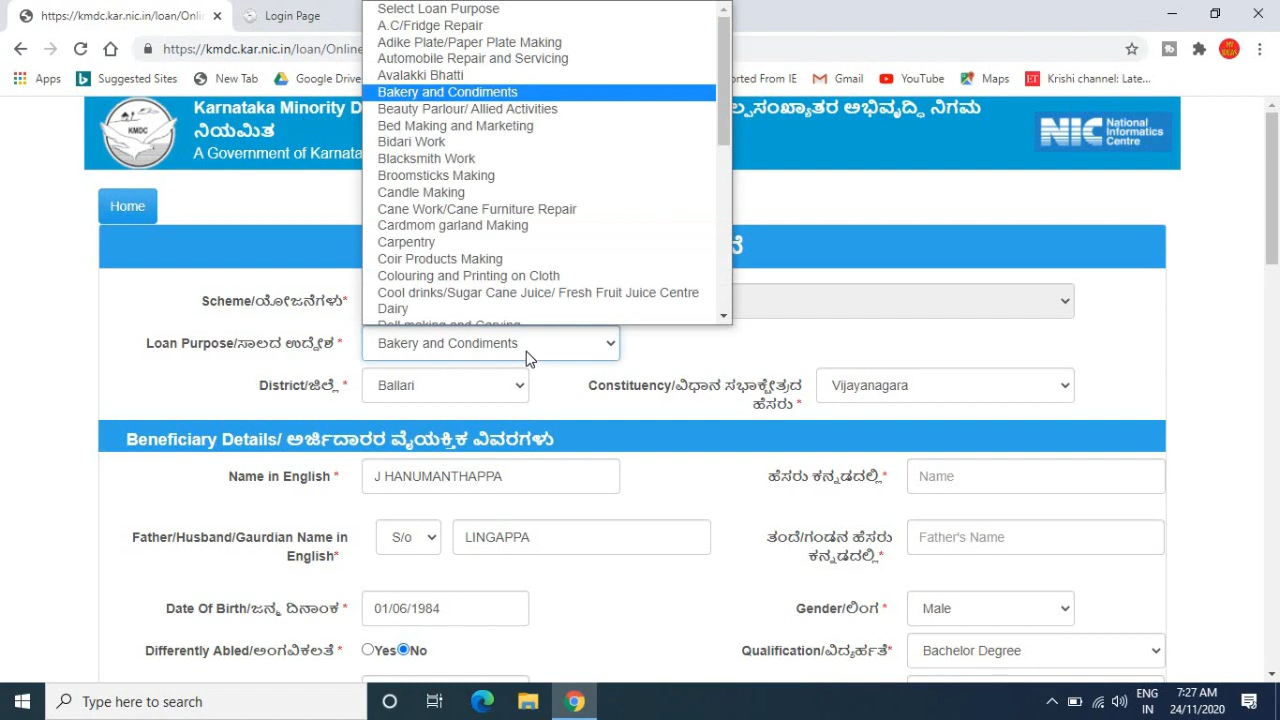 https://kmdc.kar.nic.in/loan/Onlin
Login Page
https://kmdc.kar.nic.in/loan/Online
Apps
Suggested Sites
New Tab
Google Drive
orted From IE
Gmail
YouTube
Maps
Krishi channel: Late...
Select Loan Purpose
A.C/Fridge Repair
Adike Plate/Paper Plate Making
Automobile Repair and Servicing
Avalakki Bhatti
Bakery and Condiments
Beauty Parlour/ Allied Activities
Bed Making and Marketing
Bidari Work
Blacksmith Work
Broomsticks Making
Candle Making
Cane Work/Cane Furniture Repair
Cardmom garland Making
Carpentry
Coir Products Making
Colouring and Printing on Cloth
Cool drinks/Sugar Cane Juice/ Fresh Fruit Juice Centre
Dairy
Doll making and Carving
KMDC
Karnataka Minority D
ಲ್ಪಸಂಖ್ಯಾತರ ಅಭಿವೃದ್ಧಿ ನಿಗಮ
ನಿಯಮಿತ
A Government of Karnata
NIC National Informatics Centre
Home
ನೆ
Scheme/ಯೋಜನೆಗಳು*
Loan Purpose/ಸಾಲದ ಉದ್ದೇಶ * Bakery and Condiments
District/ಜಿಲ್ಲೆ * Ballari
Constituency/ವಿಧಾನ ಸಭಾಕ್ಷೇತ್ರದ ಹೆಸರು * Vijayanagara
Beneficiary Details/ ಅರ್ಜಿದಾರರ ವೈಯಕ್ತಿಕ ವಿವರಗಳು
Name in English * J HANUMANTHAPPA
ಹೆಸರು ಕನ್ನಡದಲ್ಲಿ * Name
Father/Husband/Gaurdian Name in English* S/o LINGAPPA
ತಂದೆ/ಗಂಡನ ಹೆಸರು ಕನ್ನಡದಲ್ಲಿ* Father's Name
Date Of Birth/ಜನ್ಮ ದಿನಾಂಕ * 01/06/1984
Gender/ಲಿಂಗ * Male
Differently Abled/ಅಂಗವಿಕಲತೆ * Yes No
Qualification/ವಿದ್ಯಾರ್ಹತೆ* Bachelor Degree
Type here to search
ENG
IN
7:27 AM
24/11/2020